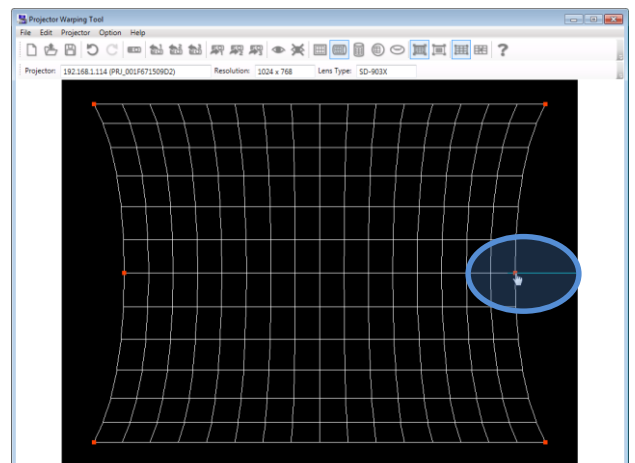 Projector Warping Tool
File Edit Projector Option Help
?
Projector: 192.168.1.114 (PRJ_001F671509D2) Resolution: 1024 x 768 Lens Type: SD-903X